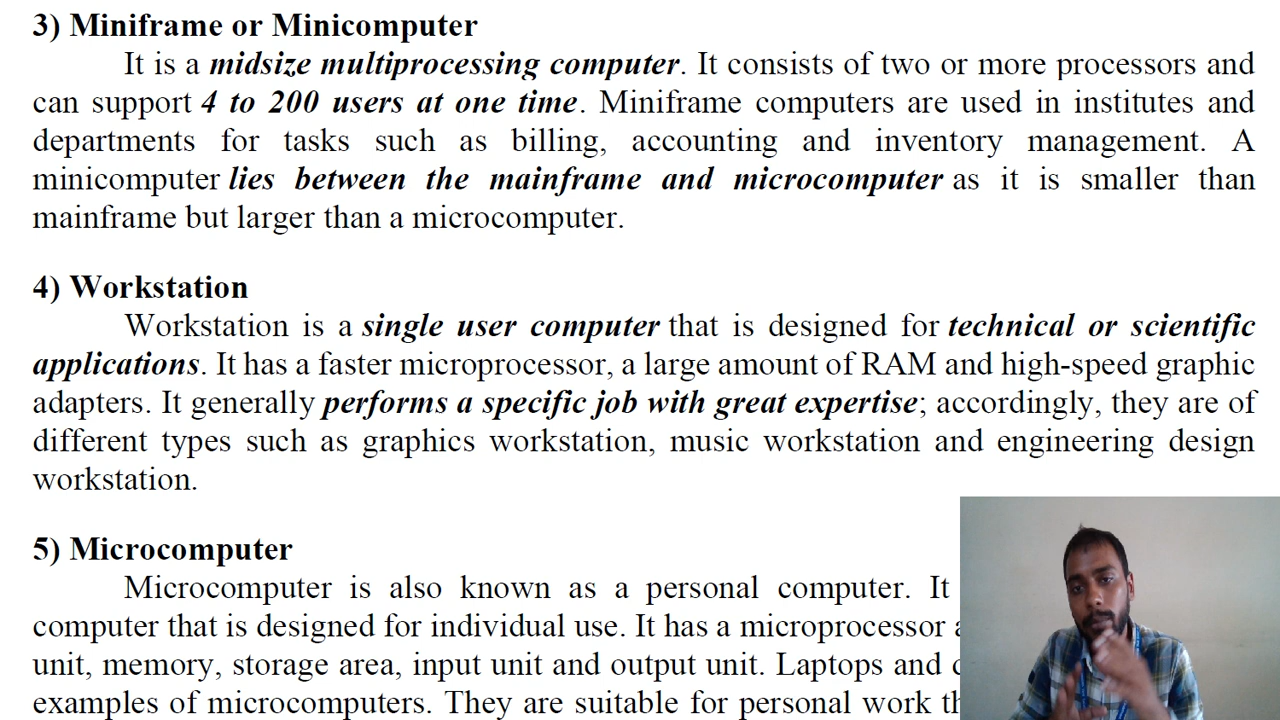 3) Miniframe or Minicomputer
It is a midsize multiprocessing computer. It consists of two or more processors and
can support 4 to 200 users at one time. Miniframe computers are used in institutes and
departments for tasks such as billing, accounting and inventory management. A
minicomputer lies between the mainframe and microcomputer as it is smaller than
mainframe but larger than a microcomputer.
4) Workstation
Workstation is a single user computer that is designed for technical or scientific
applications. It has a faster microprocessor, a large amount of RAM and high-speed graphic
adapters. It generally performs a specific job with great expertise; accordingly, they are of
different types such as graphics workstation, music workstation and engineering design
workstation.
5) Microcomputer
Microcomputer is also known as a personal computer. It
computer that is designed for individual use. It has a microprocessor
unit, memory, storage area, input unit and output unit. Laptops and
examples of microcomputers. They are suitable for personal work